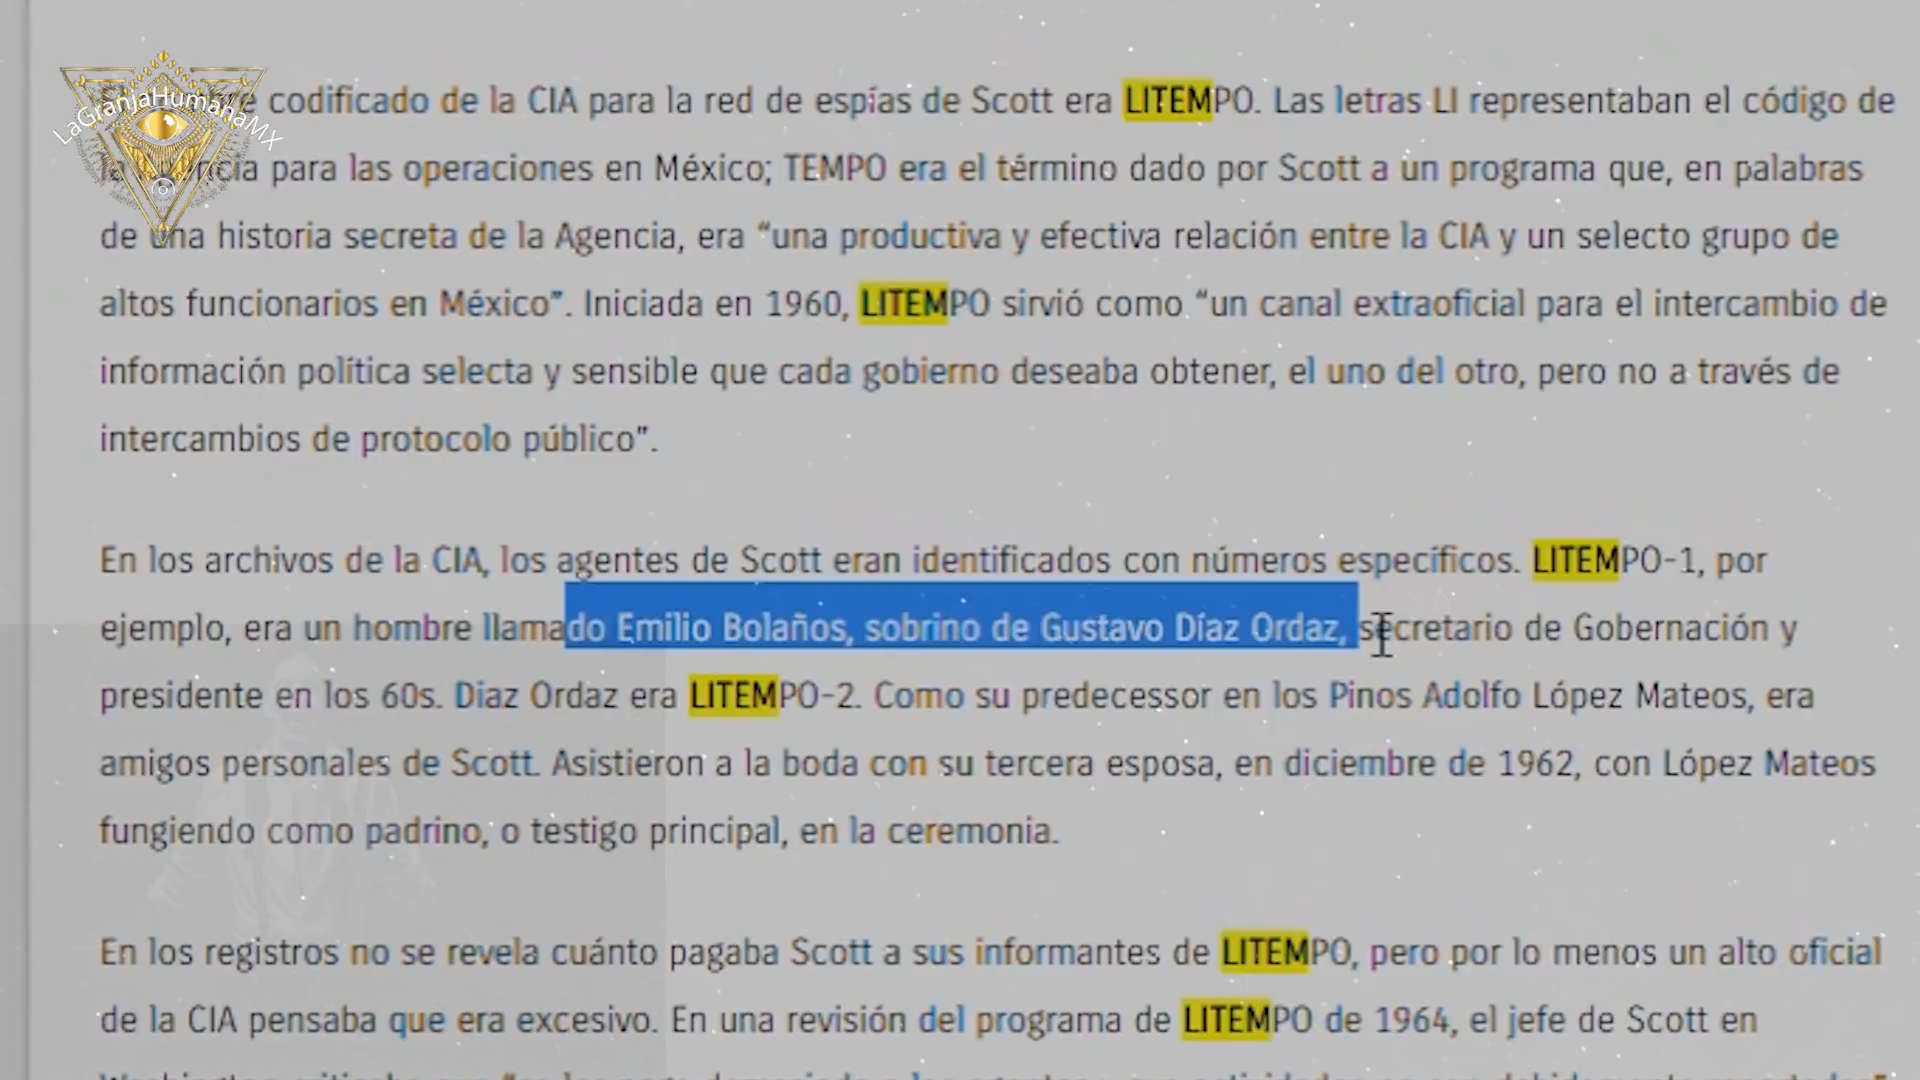 LaGranjaHumanaMX
codificado de la CIA para la red de espías de Scott era LITEMPO. Las letras LI representaban el código de
la para las operaciones en México; TEMPO era el término dado por Scott a un programa que, en palabras
de una historia secreta de la Agencia, era “una productiva y efectiva relación entre la CIA y un selecto grupo de
altos funcionarios en México”. Iniciada en 1960, LITEMPO sirvió como “un canal extraoficial para el intercambio de
información política selecta y sensible que cada gobierno deseaba obtener, el uno del otro, pero no a través de
intercambios de protocolo público”.
En los archivos de la CIA, los agentes de Scott eran identificados con números específicos. LITEMPO-1, por
ejemplo, era un hombre llamado Emilio Bolaños, sobrino de Gustavo Díaz Ordaz, secretario de Gobernación y
presidente en los 60s. Diaz Ordaz era LITEMPO-2. Como su predecesor en los Pinos Adolfo López Mateos, era
amigos personales de Scott. Asistieron a la boda con su tercera esposa, en diciembre de 1962, con López Mateos
fungiendo como padrino, o testigo principal, en la ceremonia.
En los registros no se revela cuánto pagaba Scott a sus informantes de LITEMPO, pero por lo menos un alto oficial
de la CIA pensaba que era excesivo. En una revisión del programa de LITEMPO de 1964, el jefe de Scott en